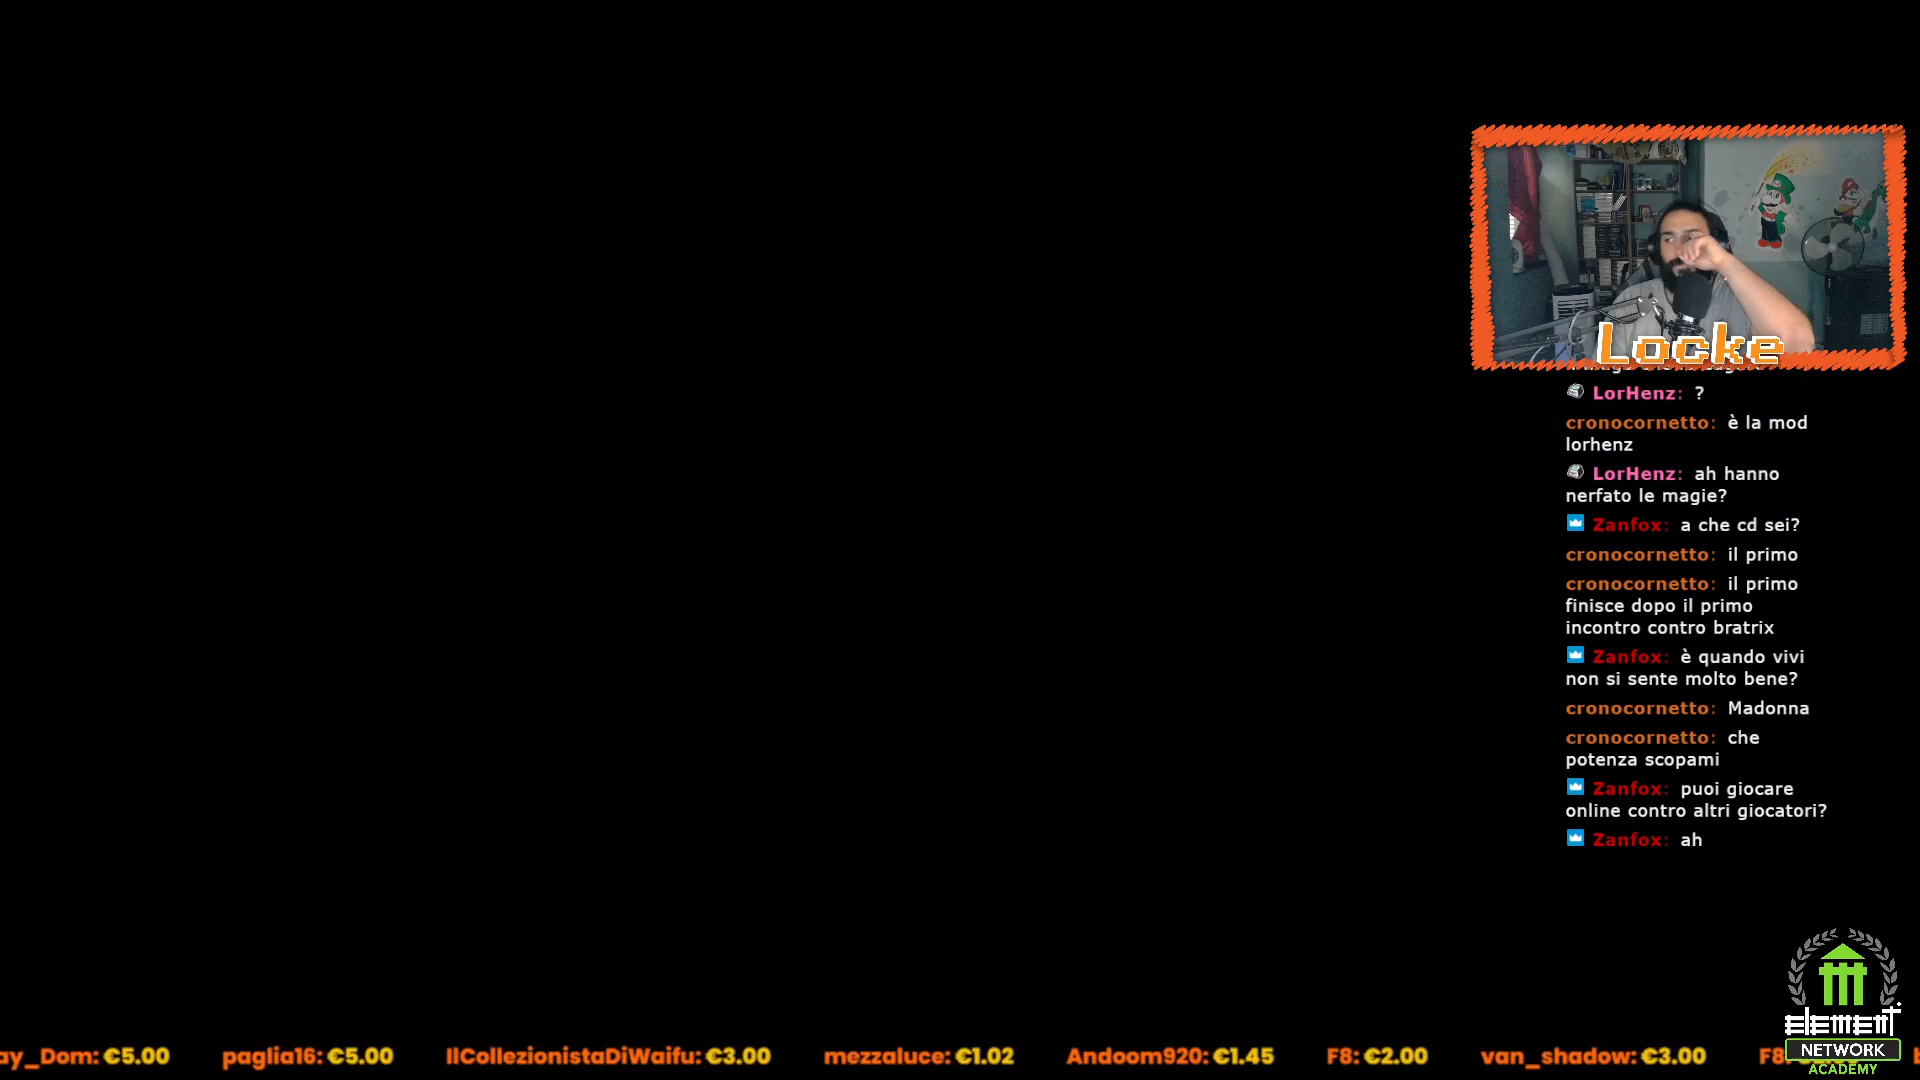 Locke
LorHenz: ?
cronocornetto: è la mod
lorhenz
LorHenz: ah hanno
nerfato le magie?
Zanfox: a che cd sei?
cronocornetto: il primo
cronocornetto: il primo
finisce dopo il primo
incontro contro bratrix
Zanfox: è quando vivi
non si sente molto bene?
cronocornetto: Madonna
cronocornetto: che
potenza scopami
Zanfox: puoi giocare
online contro altri giocatori?
Zanfox: ah
element
NETWORK
ACADEMY
ay_Dom: €5.00 paglia16: €5.00 IlCollezionistaDiWaifu: €3.00 mezzaluce: €1.02 Andoom920: €1.45 F8: €2.00 van_shadow: €3.00 F8: